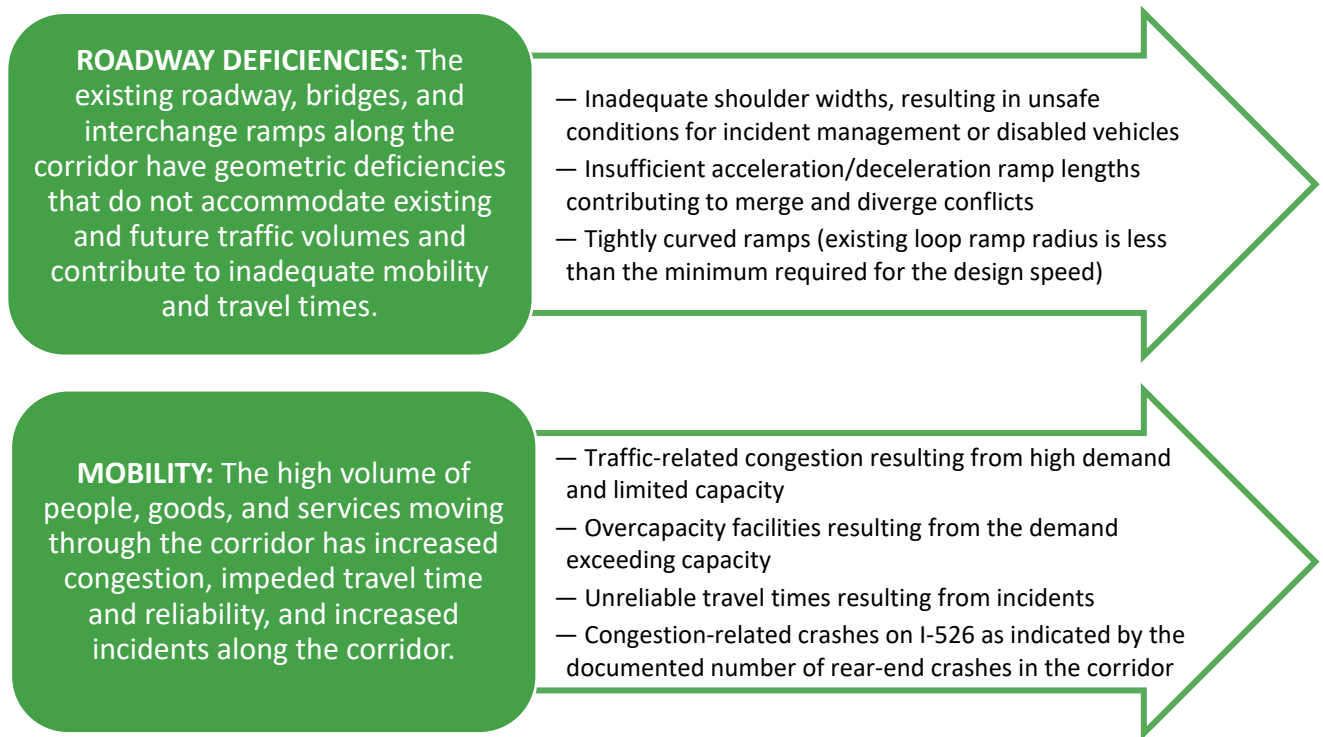 ROADWAY DEFICIENCIES: The
existing roadway, bridges, and
interchange ramps along the
corridor have geometric deficiencies
that do not accommodate existing
and future traffic volumes and
contribute to inadequate mobility
and travel times.
— Inadequate shoulder widths, resulting in unsafe
conditions for incident management or disabled vehicles
— Insufficient acceleration/deceleration ramp lengths
contributing to merge and diverge conflicts
— Tightly curved ramps (existing loop ramp radius is less
than the minimum required for the design speed)
MOBILITY: The high volume of
people, goods, and services moving
through the corridor has increased
congestion, impeded travel time
and reliability, and increased
incidents along the corridor.
— Traffic-related congestion resulting from high demand
and limited capacity
— Overcapacity facilities resulting from the demand
exceeding capacity
— Unreliable travel times resulting from incidents
— Congestion-related crashes on I-526 as indicated by the
documented number of rear-end crashes in the corridor